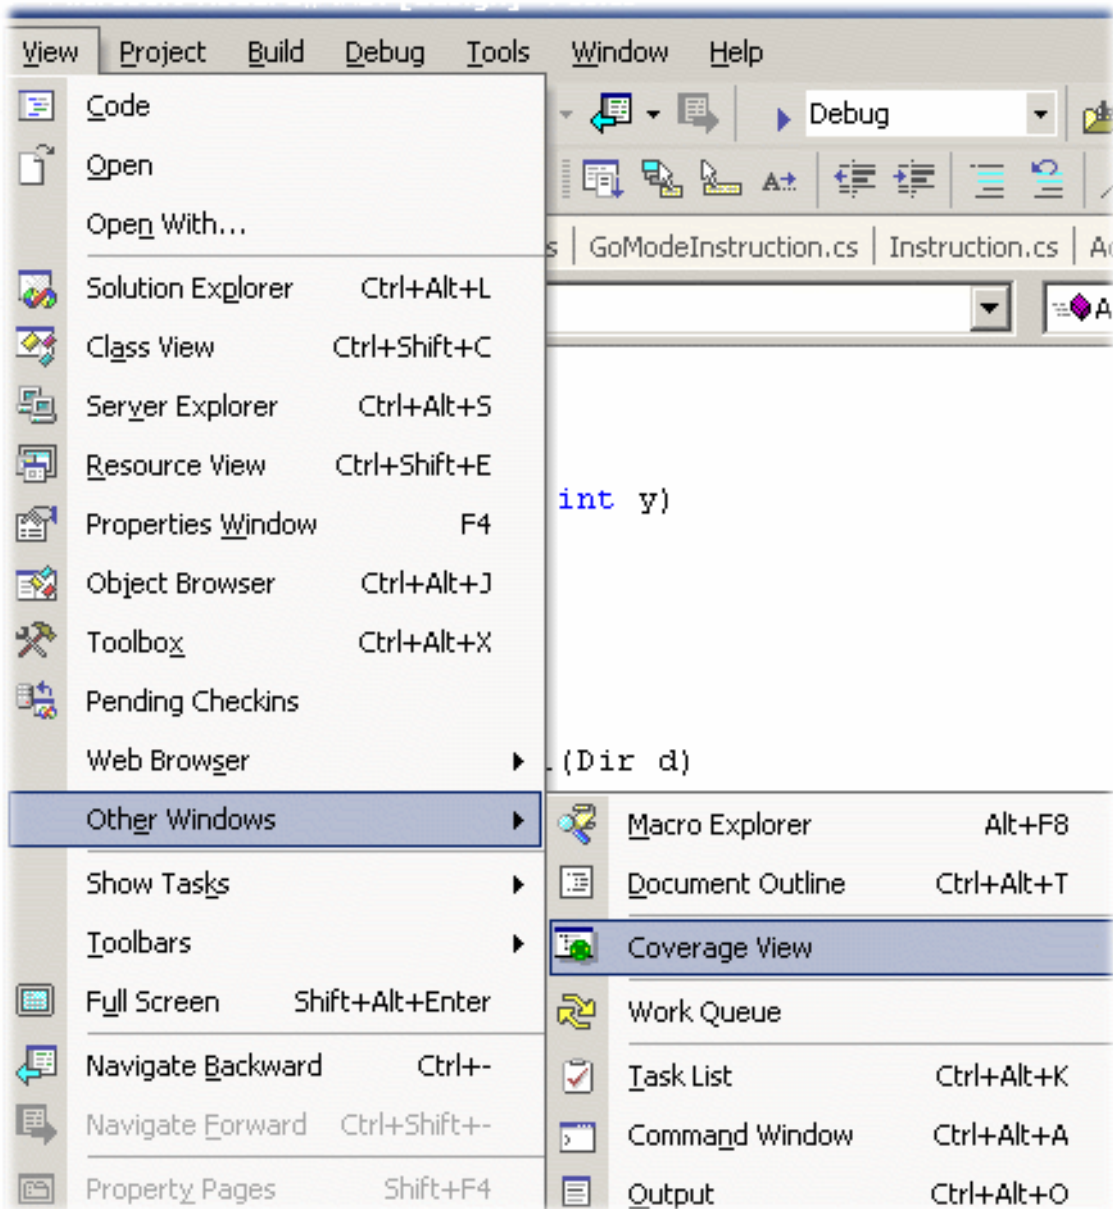 View Project Build Debug Tools Window Help
Code
Debug
Open
Open With...
GoModeInstruction.cs Instruction.cs
Solution Explorer Ctrl+Alt+L
Class View Ctrl+Shift+C
Server Explorer Ctrl+Alt+S
Resource View Ctrl+Shift+E
int y)
Properties Window F4
Object Browser Ctrl+Alt+J
Toolbox Ctrl+Alt+X
Pending Checkins
Web Browser
(Dir d)
Other Windows
Macro Explorer Alt+F8
Show Tasks
Document Outline Ctrl+Alt+T
Toolbars
Coverage View
Full Screen Shift+Alt+Enter
Work Queue
Navigate Backward Ctrl+-
Task List Ctrl+Alt+K
Navigate Forward Ctrl+Shift+-
Command Window Ctrl+Alt+A
Property Pages Shift+F4
Output Ctrl+Alt+O